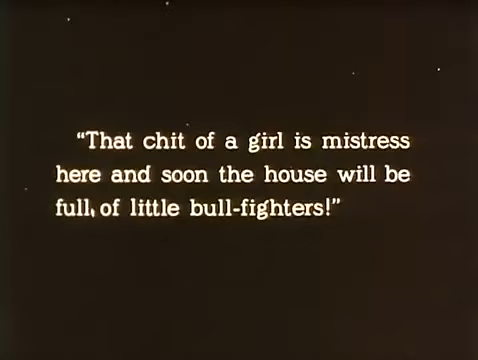 “That chit of a girl is mistress
here and soon the house will be
full of little bull-fighters!”